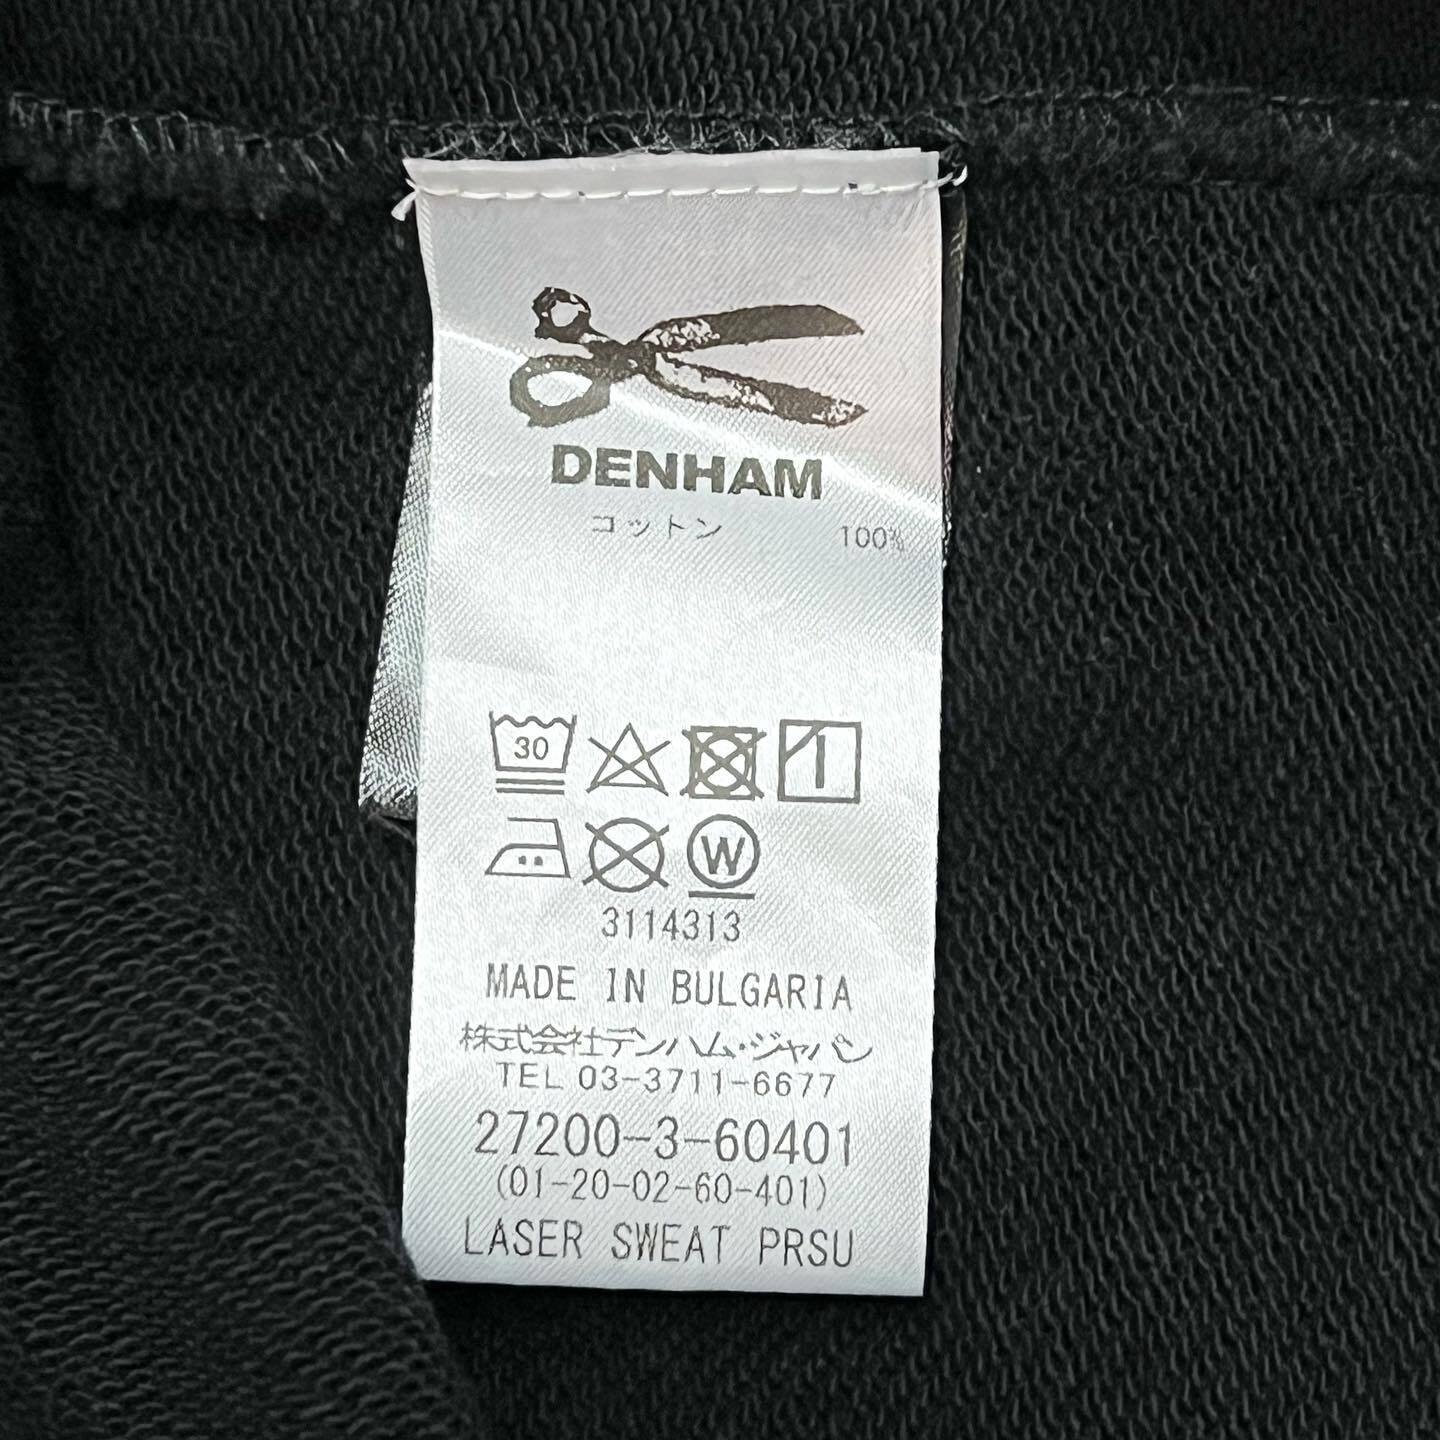 DENHAM
コットン 100%
30
W
3114313
MADE IN BULGARIA
株式会社デンハム・ジャパン
TEL 03-3711-6677
27200-3-60401
(01-20-02-60-401)
LASER SWEAT PRSU